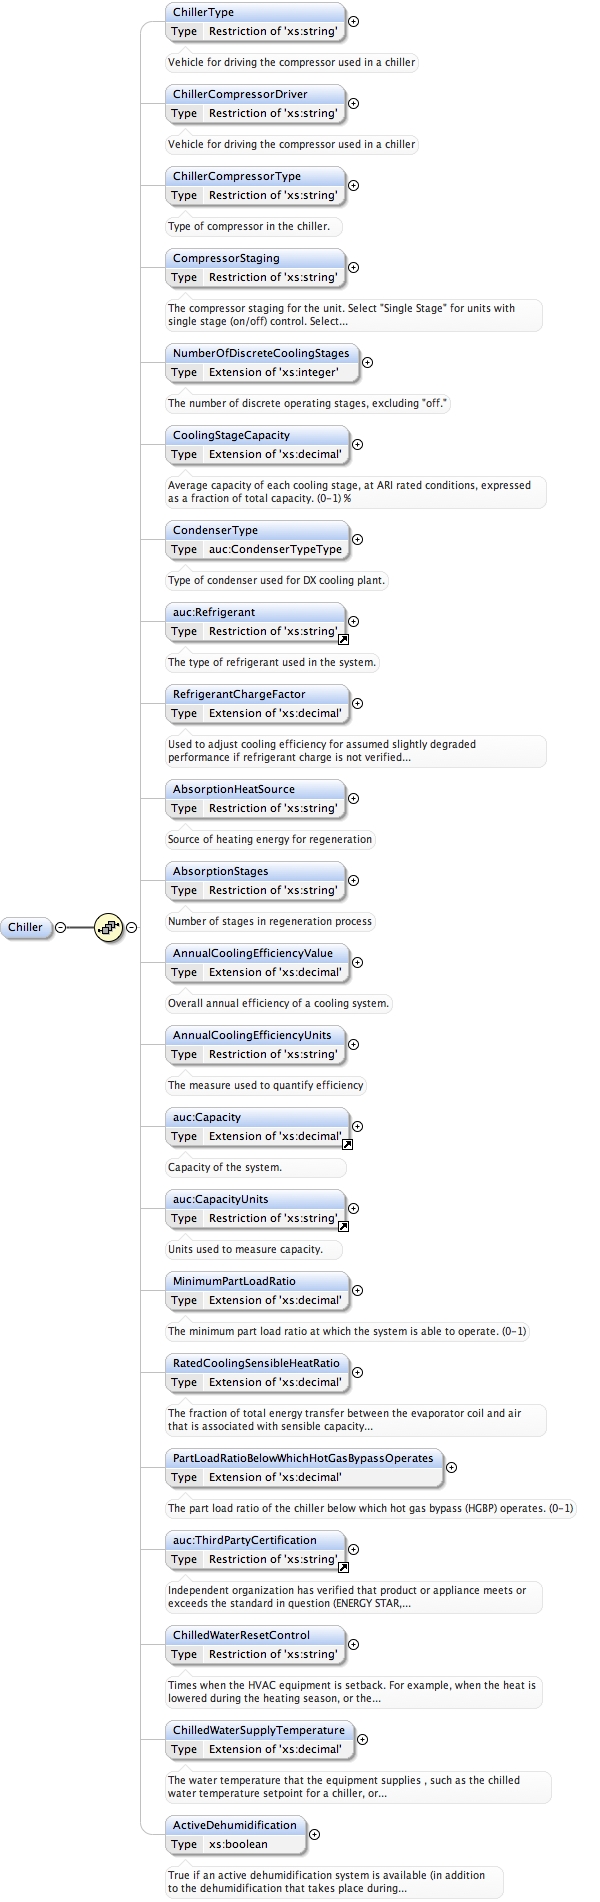 ChillerType
Type Restriction of 'xs:string'
Vehicle for driving the compressor used in a chiller
ChillerCompressorDriver
Type Restriction of 'xs:string'
Vehicle for driving the compressor used in a chiller
ChillerCompressorType
Type Restriction of 'xs:string'
Type of compressor in the chiller.
CompressorStaging
Type Restriction of 'xs:string'
The compressor staging for the unit. Select "Single Stage" for units with
single stage (on/off) control. Select...
NumberOfDiscreteCoolingStages
Type Extension of 'xs:integer'
The number of discrete operating stages, excluding "off."
CoolingStageCapacity
Type Extension of 'xs:decimal'
Average capacity of each cooling stage, at ARI rated conditions, expressed
as a fraction of total capacity. (0-1) %
CondenserType
Type auc:CondenserTypeType
Type of condenser used for DX cooling plant.
auc:Refrigerant
Type Restriction of 'xs:string'
The type of refrigerant used in the system.
RefrigerantChargeFactor
Type Extension of 'xs:decimal'
Used to adjust cooling efficiency for assumed slightly degraded
performance if refrigerant charge is not verified...
AbsorptionHeatSource
Type Restriction of 'xs:string'
Source of heating energy for regeneration
AbsorptionStages
Type Restriction of 'xs:string'
Number of stages in regeneration process
Chiller
AnnualCoolingEfficiencyValue
Type Extension of 'xs:decimal'
Overall annual efficiency of a cooling system.
AnnualCoolingEfficiencyUnits
Type Restriction of 'xs:string'
The measure used to quantify efficiency
auc:Capacity
Type Extension of 'xs:decimal'
Capacity of the system.
auc:CapacityUnits
Type Restriction of 'xs:string'
Units used to measure capacity.
MinimumPartLoadRatio
Type Extension of 'xs:decimal'
The minimum part load ratio at which the system is able to operate. (0-1)
RatedCoolingSensibleHeatRatio
Type Extension of 'xs:decimal'
The fraction of total energy transfer between the evaporator coil and air
that is associated with sensible capacity...
PartLoadRatioBelowWhichHotGasBypassOperates
Type Extension of 'xs:decimal'
The part load ratio of the chiller below which hot gas bypass (HGBP) operates. (0-1)
auc:ThirdPartyCertification
Type Restriction of 'xs:string'
Independent organization has verified that product or appliance meets or
exceeds the standard in question (ENERGY STAR,...
ChilledWaterResetControl
Type Restriction of 'xs:string'
Times when the HVAC equipment is setback. For example, when the heat is
lowered during the heating season, or the...
ChilledWaterSupplyTemperature
Type Extension of 'xs:decimal'
The water temperature that the equipment supplies , such as the chilled
water temperature setpoint for a chiller, or...
ActiveDehumidification
Type xs:boolean
True if an active dehumidification system is available (in addition
to the dehumidification that takes place during...